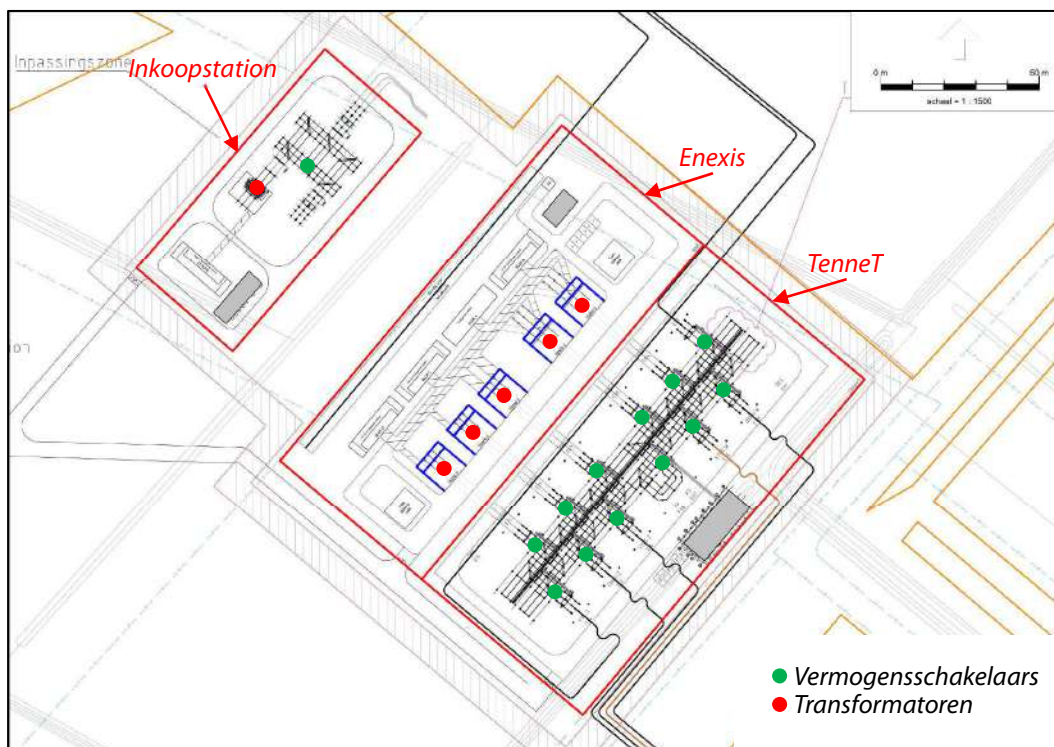 Inpassingszone
Inkoopstation
Enexis
TenneT
0 m
50 m
schaal = 1 : 1500
Vermogensschakelaars
Transformatoren